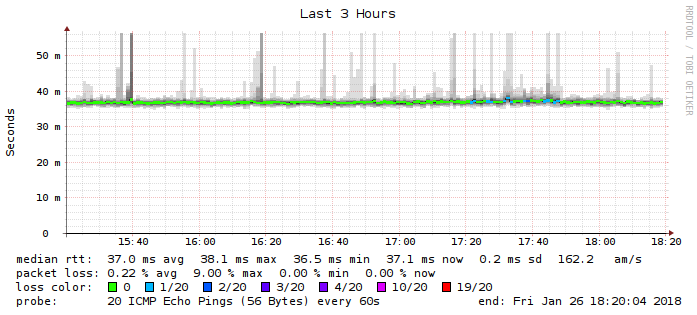 Last 3 Hours
RRDTOOL / TOBI OETIKER
Seconds
50 m
40 m
30 m
20 m
10 m
0
15:40 16:00 16:20 16:40 17:00 17:20 17:40 18:00 18:20
median rtt: 37.0 ms avg 38.1 ms max 36.5 ms min 37.1 ms now 0.2 ms sd 162.2 am/s
packet loss: 0.22 % avg 9.00 % max 0.00 % min 0.00 % now
loss color: 0 1/20 2/20 3/20 4/20 10/20 19/20
probe: 20 ICMP Echo Pings (56 Bytes) every 60s end: Fri Jan 26 18:20:04 2018